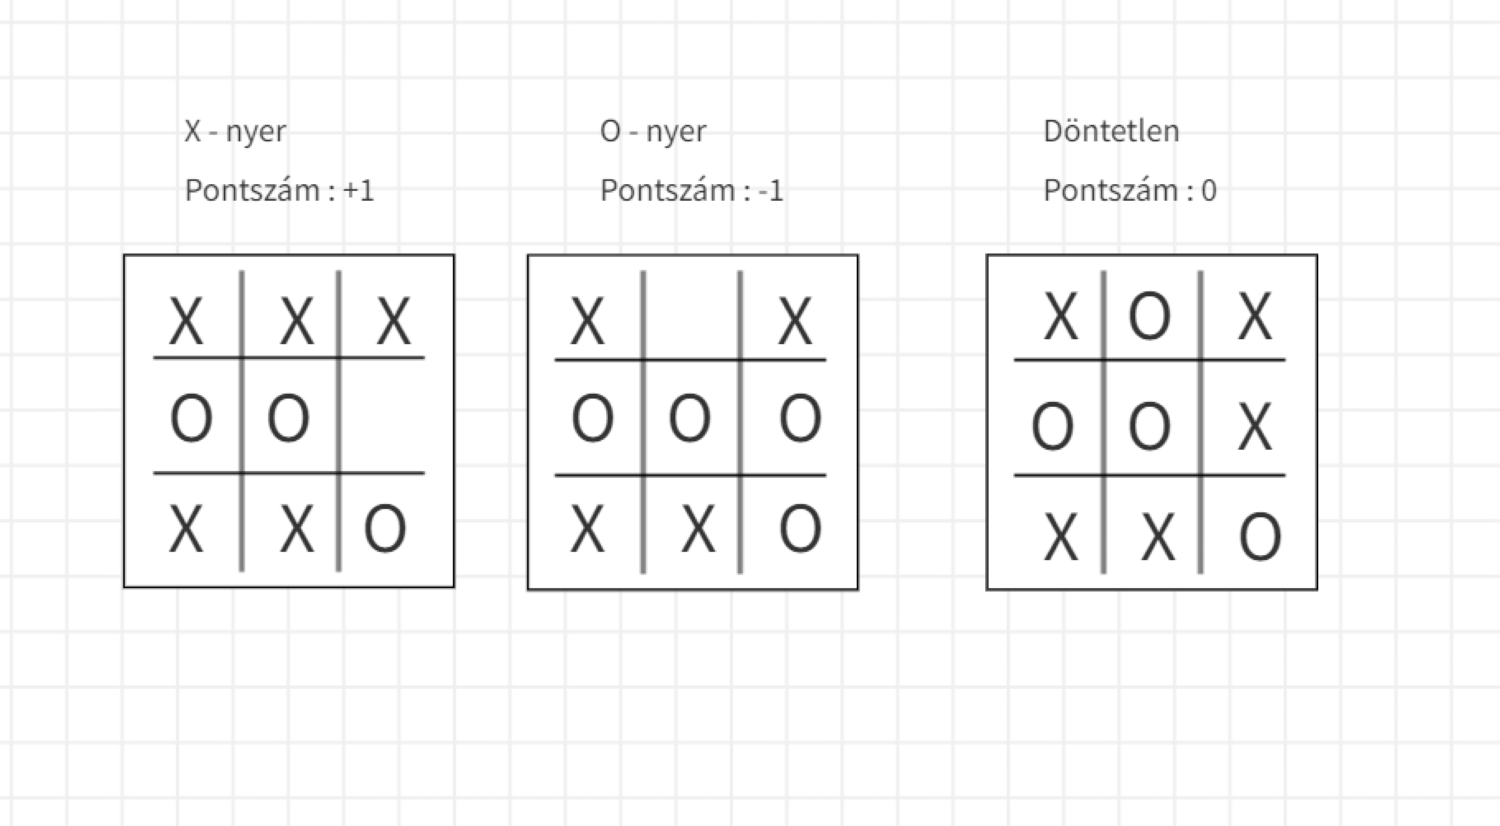 X - nyer
Pontszám : +1
X X X
O O
X X O
O - nyer
Pontszám : -1
X X
O O O
X X O
Döntetlen
Pontszám : 0
X O X
O O X
X X O